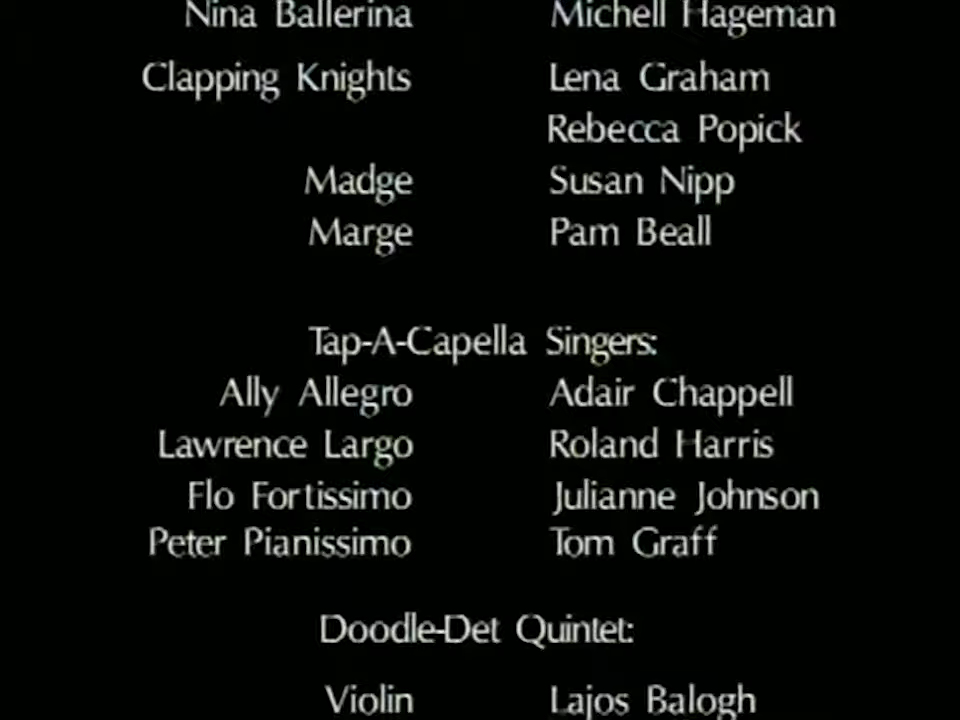 Nina Ballerina Michell Hageman
Clapping Knights Lena Graham
Rebecca Popick
Madge Susan Nipp
Marge Pam Beall
Tap-A-Capella Singers:
Ally Allegro Adair Chappell
Lawrence Largo Roland Harris
Flo Fortissimo Julianne Johnson
Peter Pianissimo Tom Graff
Doodle-Det Quintet:
Violin Lajos Balogh